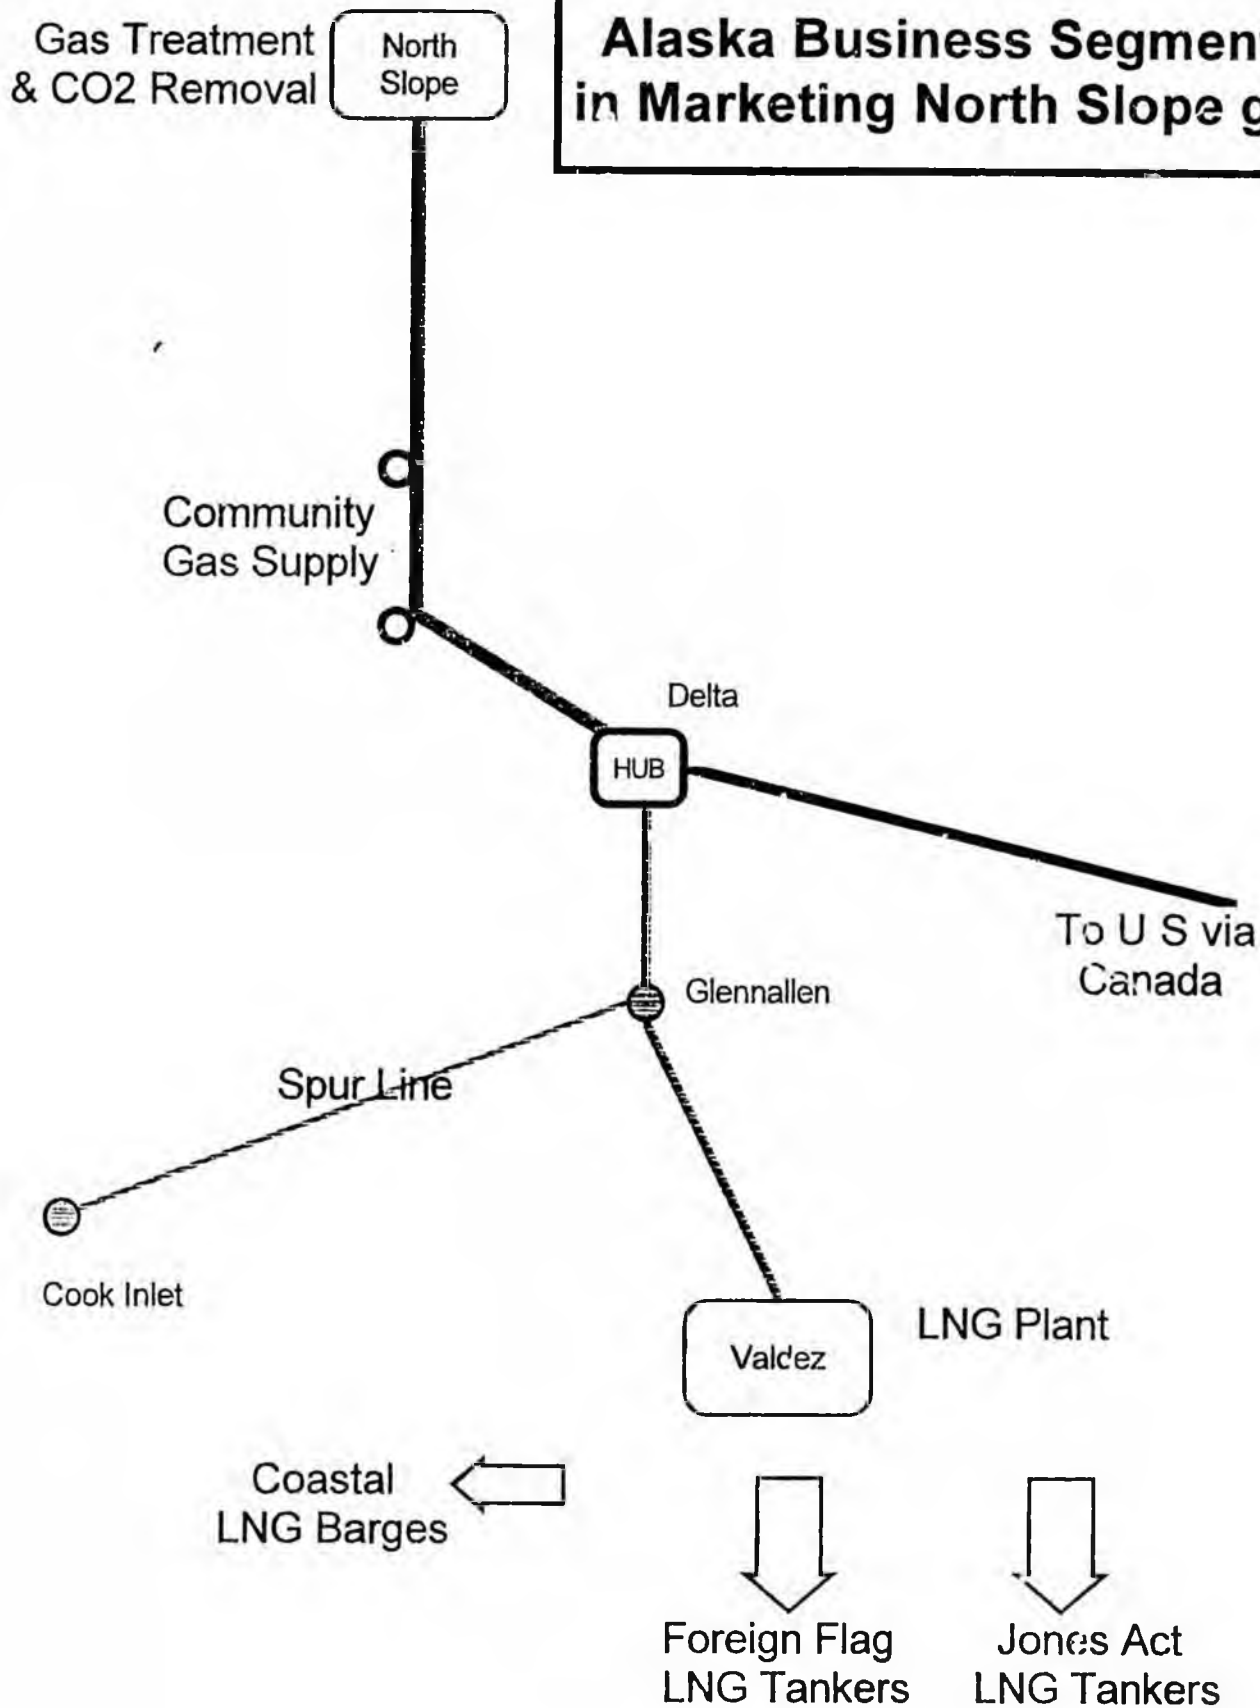 Gas Treatment
& CO2 Removal
North
Slope
Alaska Business Segment
in Marketing North Slope g
Community
Gas Supply
Delta
HUB
To U S via
Canada
Glennallen
Spur Line
Cook Inlet
Valdez
LNG Plant
Coastal
LNG Barges
Foreign Flag
LNG Tankers
Jones Act
LNG Tankers